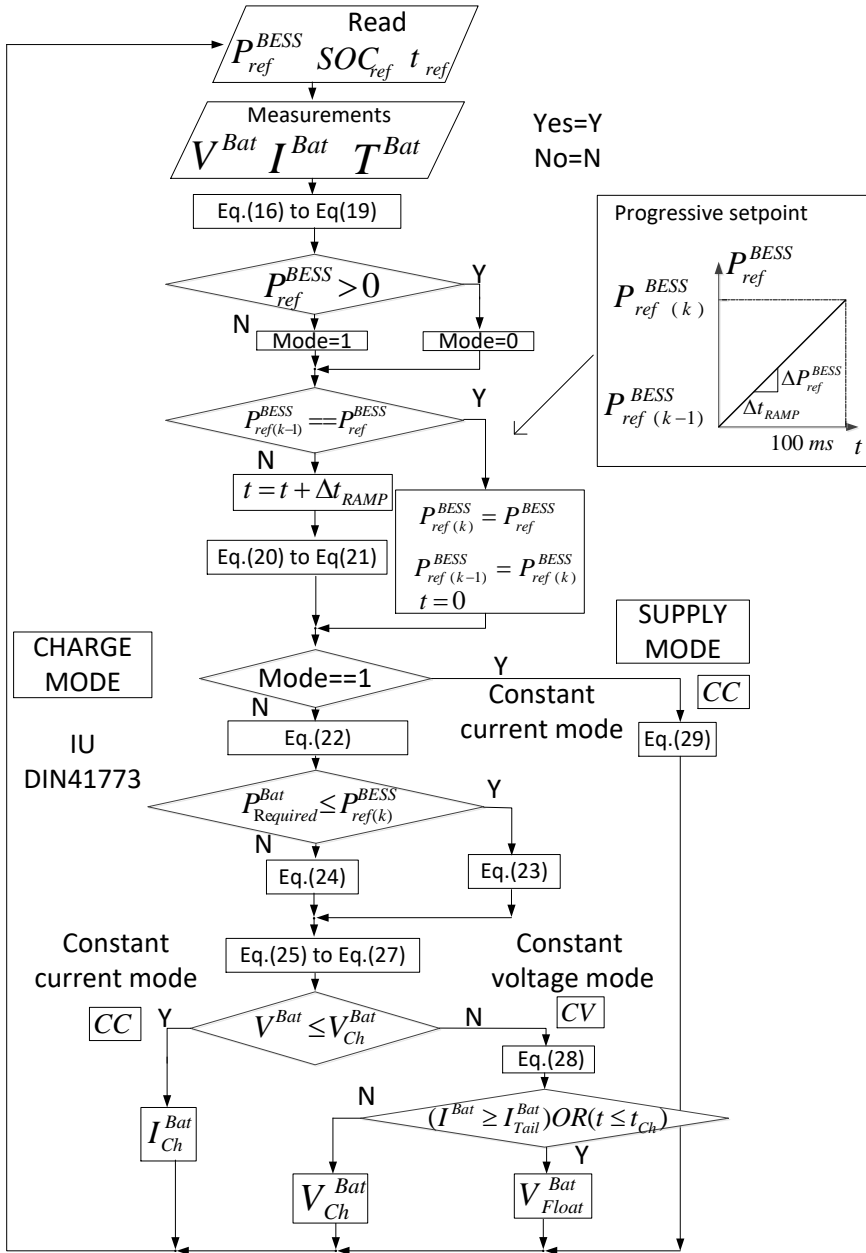 Read
P_ref^BESS SOC_ref t_ref
Measurements
V^Bat I^Bat T^Bat
Yes=Y
No=N
Eq.(16) to Eq(19)
P_ref^BESS > 0
Y
N
Mode=1
Mode=0
Progressive setpoint
P_ref^BESS
P_ref(k)^BESS
ΔP_ref^BESS
P_ref(k−1)^BESS
Δt_RAMP
100 ms t
P_ref(k−1)^BESS == P_ref^BESS
Y
N
t = t + Δt_RAMP
P_ref(k)^BESS = P_ref^BESS
P_ref(k−1)^BESS = P_ref(k)^BESS
t = 0
Eq.(20) to Eq(21)
SUPPLY
MODE
CHARGE
MODE
Mode==1
Y
N
Constant
current mode
CC
Eq.(22)
Eq.(29)
IU
DIN41773
P_Required^Bat ≤ P_ref(k)^BESS
Y
N
Eq.(24)
Eq.(23)
Eq.(25) to Eq.(27)
Constant
current mode
Constant
voltage mode
CC
Y
V^Bat ≤ V_Ch^Bat
N
CV
Eq.(28)
N
(I^Bat ≥ I_Tail^Bat)OR(t ≤ t_Ch)
Y
I_Ch^Bat
V_Ch^Bat
V_Float^Bat